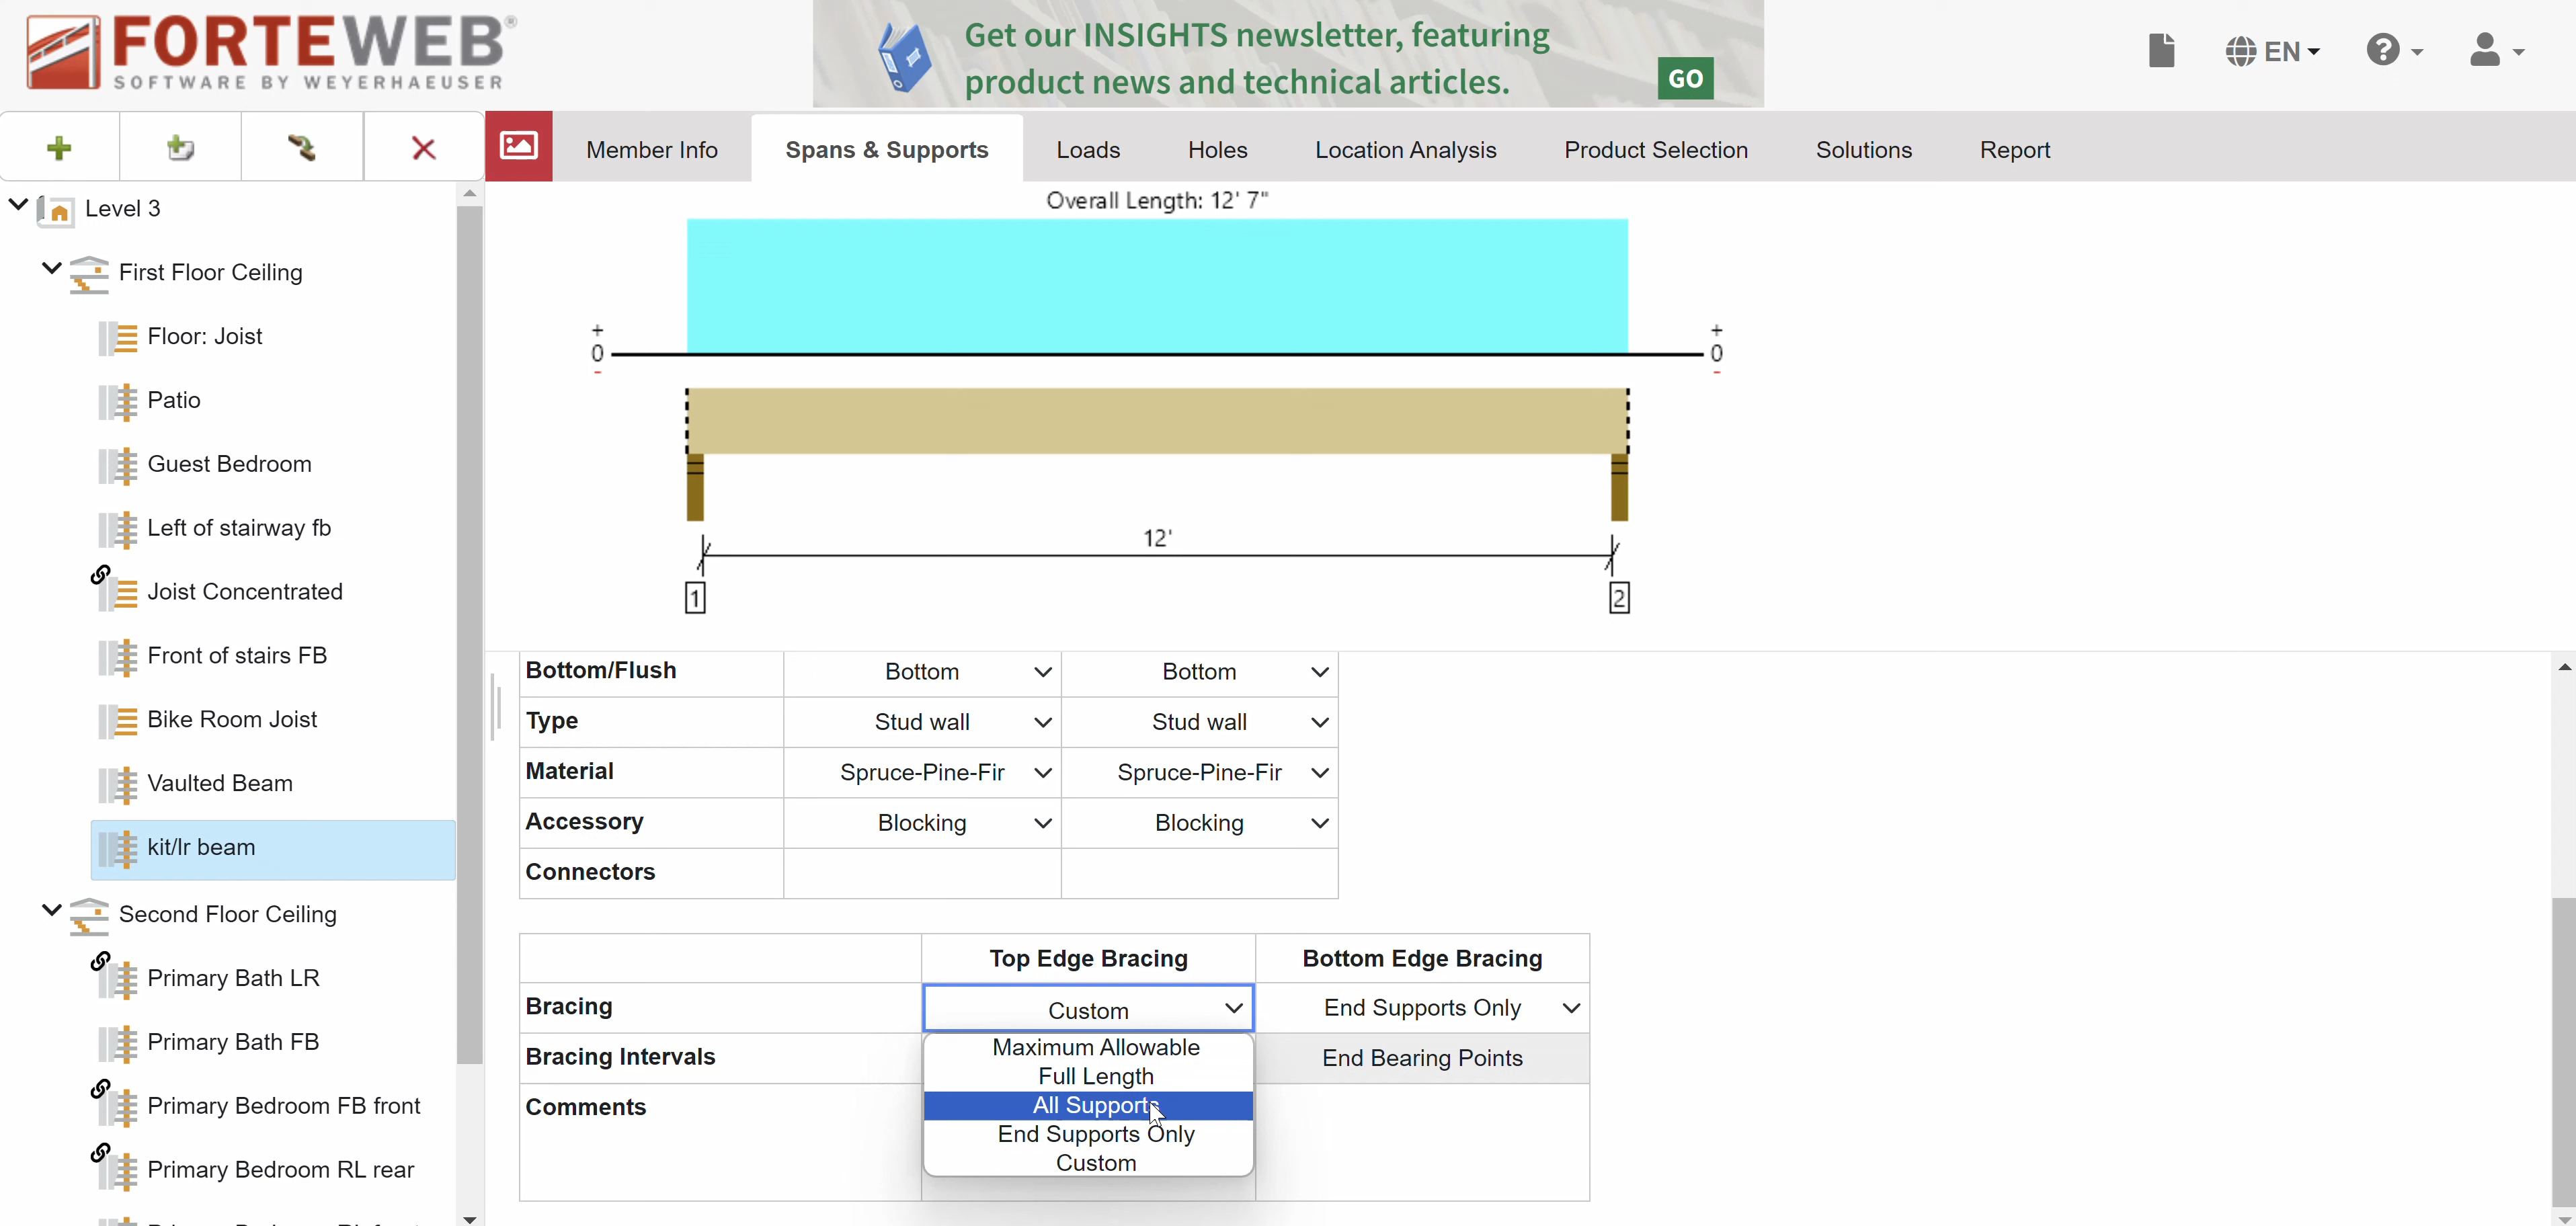 FORTEWEB®
SOFTWARE BY WEYERHAEUSER
Get our INSIGHTS newsletter, featuring
product news and technical articles.
GO
EN
Member Info
Spans & Supports
Loads
Holes
Location Analysis
Product Selection
Solutions
Report
Level 3
First Floor Ceiling
Floor: Joist
Patio
Guest Bedroom
Left of stairway fb
Joist Concentrated
Front of stairs FB
Bike Room Joist
Vaulted Beam
kit/lr beam
Second Floor Ceiling
Primary Bath LR
Primary Bath FB
Primary Bedroom FB front
Primary Bedroom RL rear
Overall Length: 12' 7"
+
0
-
+
0
-
12'
1
2
Bottom/Flush Bottom Bottom
Type Stud wall Stud wall
Material Spruce-Pine-Fir Spruce-Pine-Fir
Accessory Blocking Blocking
Connectors
Top Edge Bracing Bottom Edge Bracing
Bracing Custom End Supports Only
Bracing Intervals End Bearing Points
Comments
Maximum Allowable
Full Length
All Supports
End Supports Only
Custom